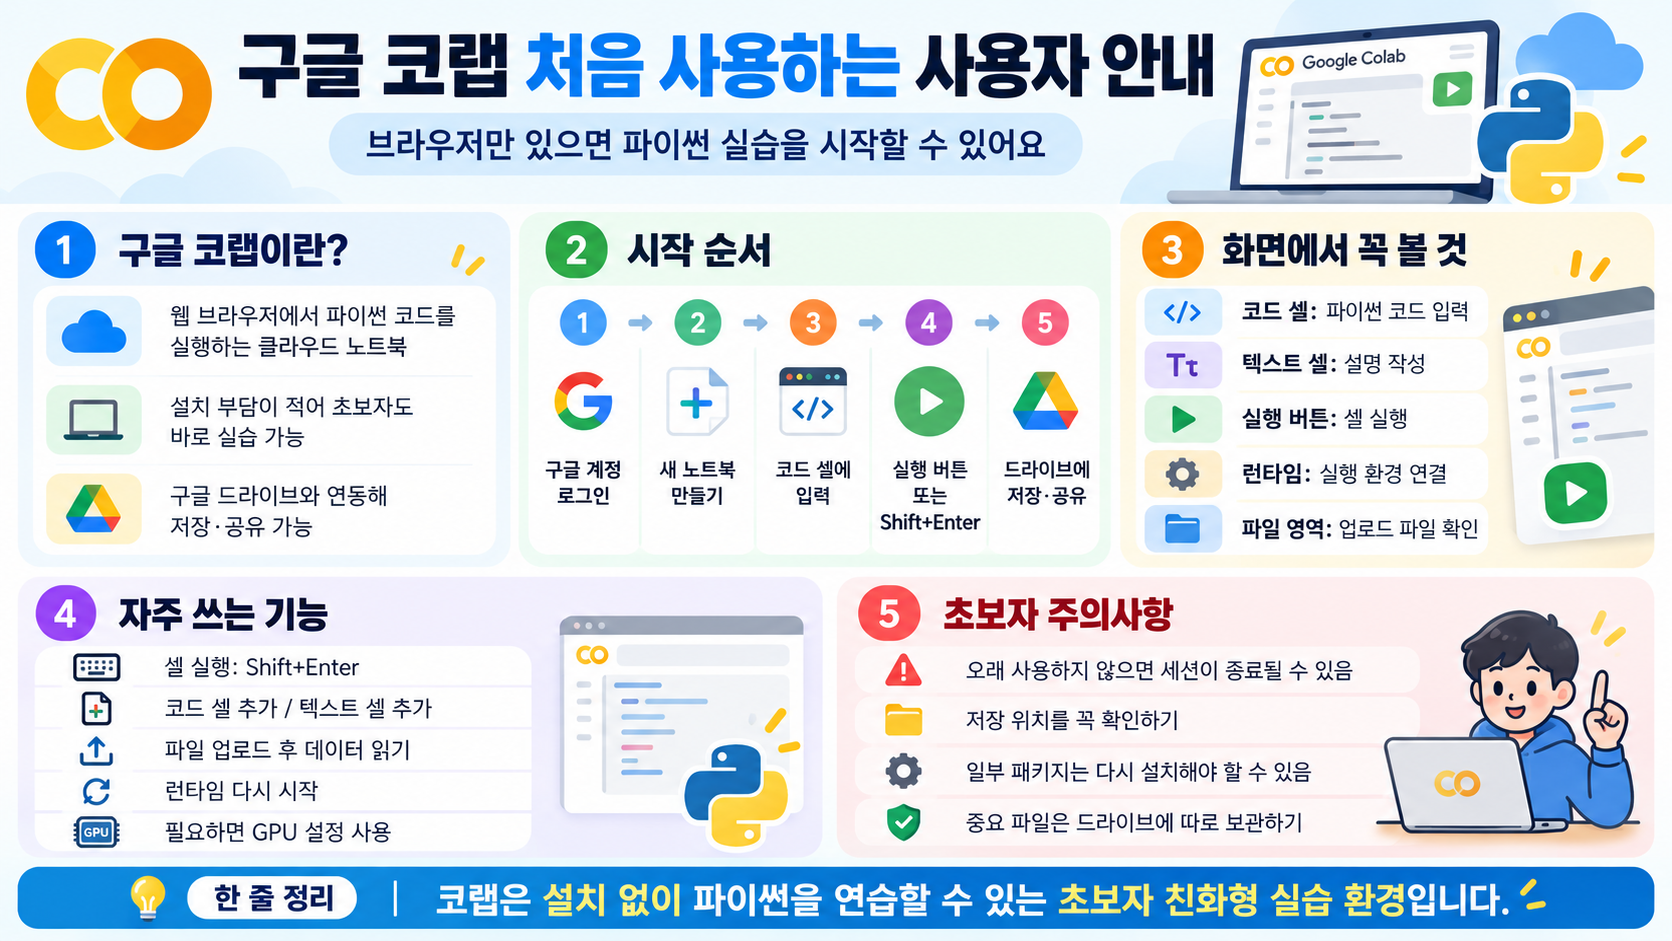 구글 코랩 처음 사용하는 사용자 안내
브라우저만 있으면 파이썬 실습을 시작할 수 있어요
Google Colab
1 구글 코랩이란?
웹 브라우저에서 파이썬 코드를
실행하는 클라우드 노트북
설치 부담이 적어 초보자도
바로 실습 가능
구글 드라이브와 연동해
저장·공유 가능
2 시작 순서
1
구글 계정
로그인
2
새 노트북
만들기
3
코드 셀에
입력
4
실행 버튼
또는
Shift+Enter
5
드라이브에
저장·공유
3 화면에서 꼭 볼 것
</> 코드 셀: 파이썬 코드 입력
Tt 텍스트 셀: 설명 작성
실행 버튼: 셀 실행
런타임: 실행 환경 연결
파일 영역: 업로드 파일 확인
4 자주 쓰는 기능
셀 실행: Shift+Enter
코드 셀 추가 / 텍스트 셀 추가
파일 업로드 후 데이터 읽기
런타임 다시 시작
GPU 필요하면 GPU 설정 사용
5 초보자 주의사항
오래 사용하지 않으면 세션이 종료될 수 있음
저장 위치를 꼭 확인하기
일부 패키지는 다시 설치해야 할 수 있음
중요 파일은 드라이브에 따로 보관하기
한 줄 정리 | 코랩은 설치 없이 파이썬을 연습할 수 있는 초보자 친화형 실습 환경입니다.